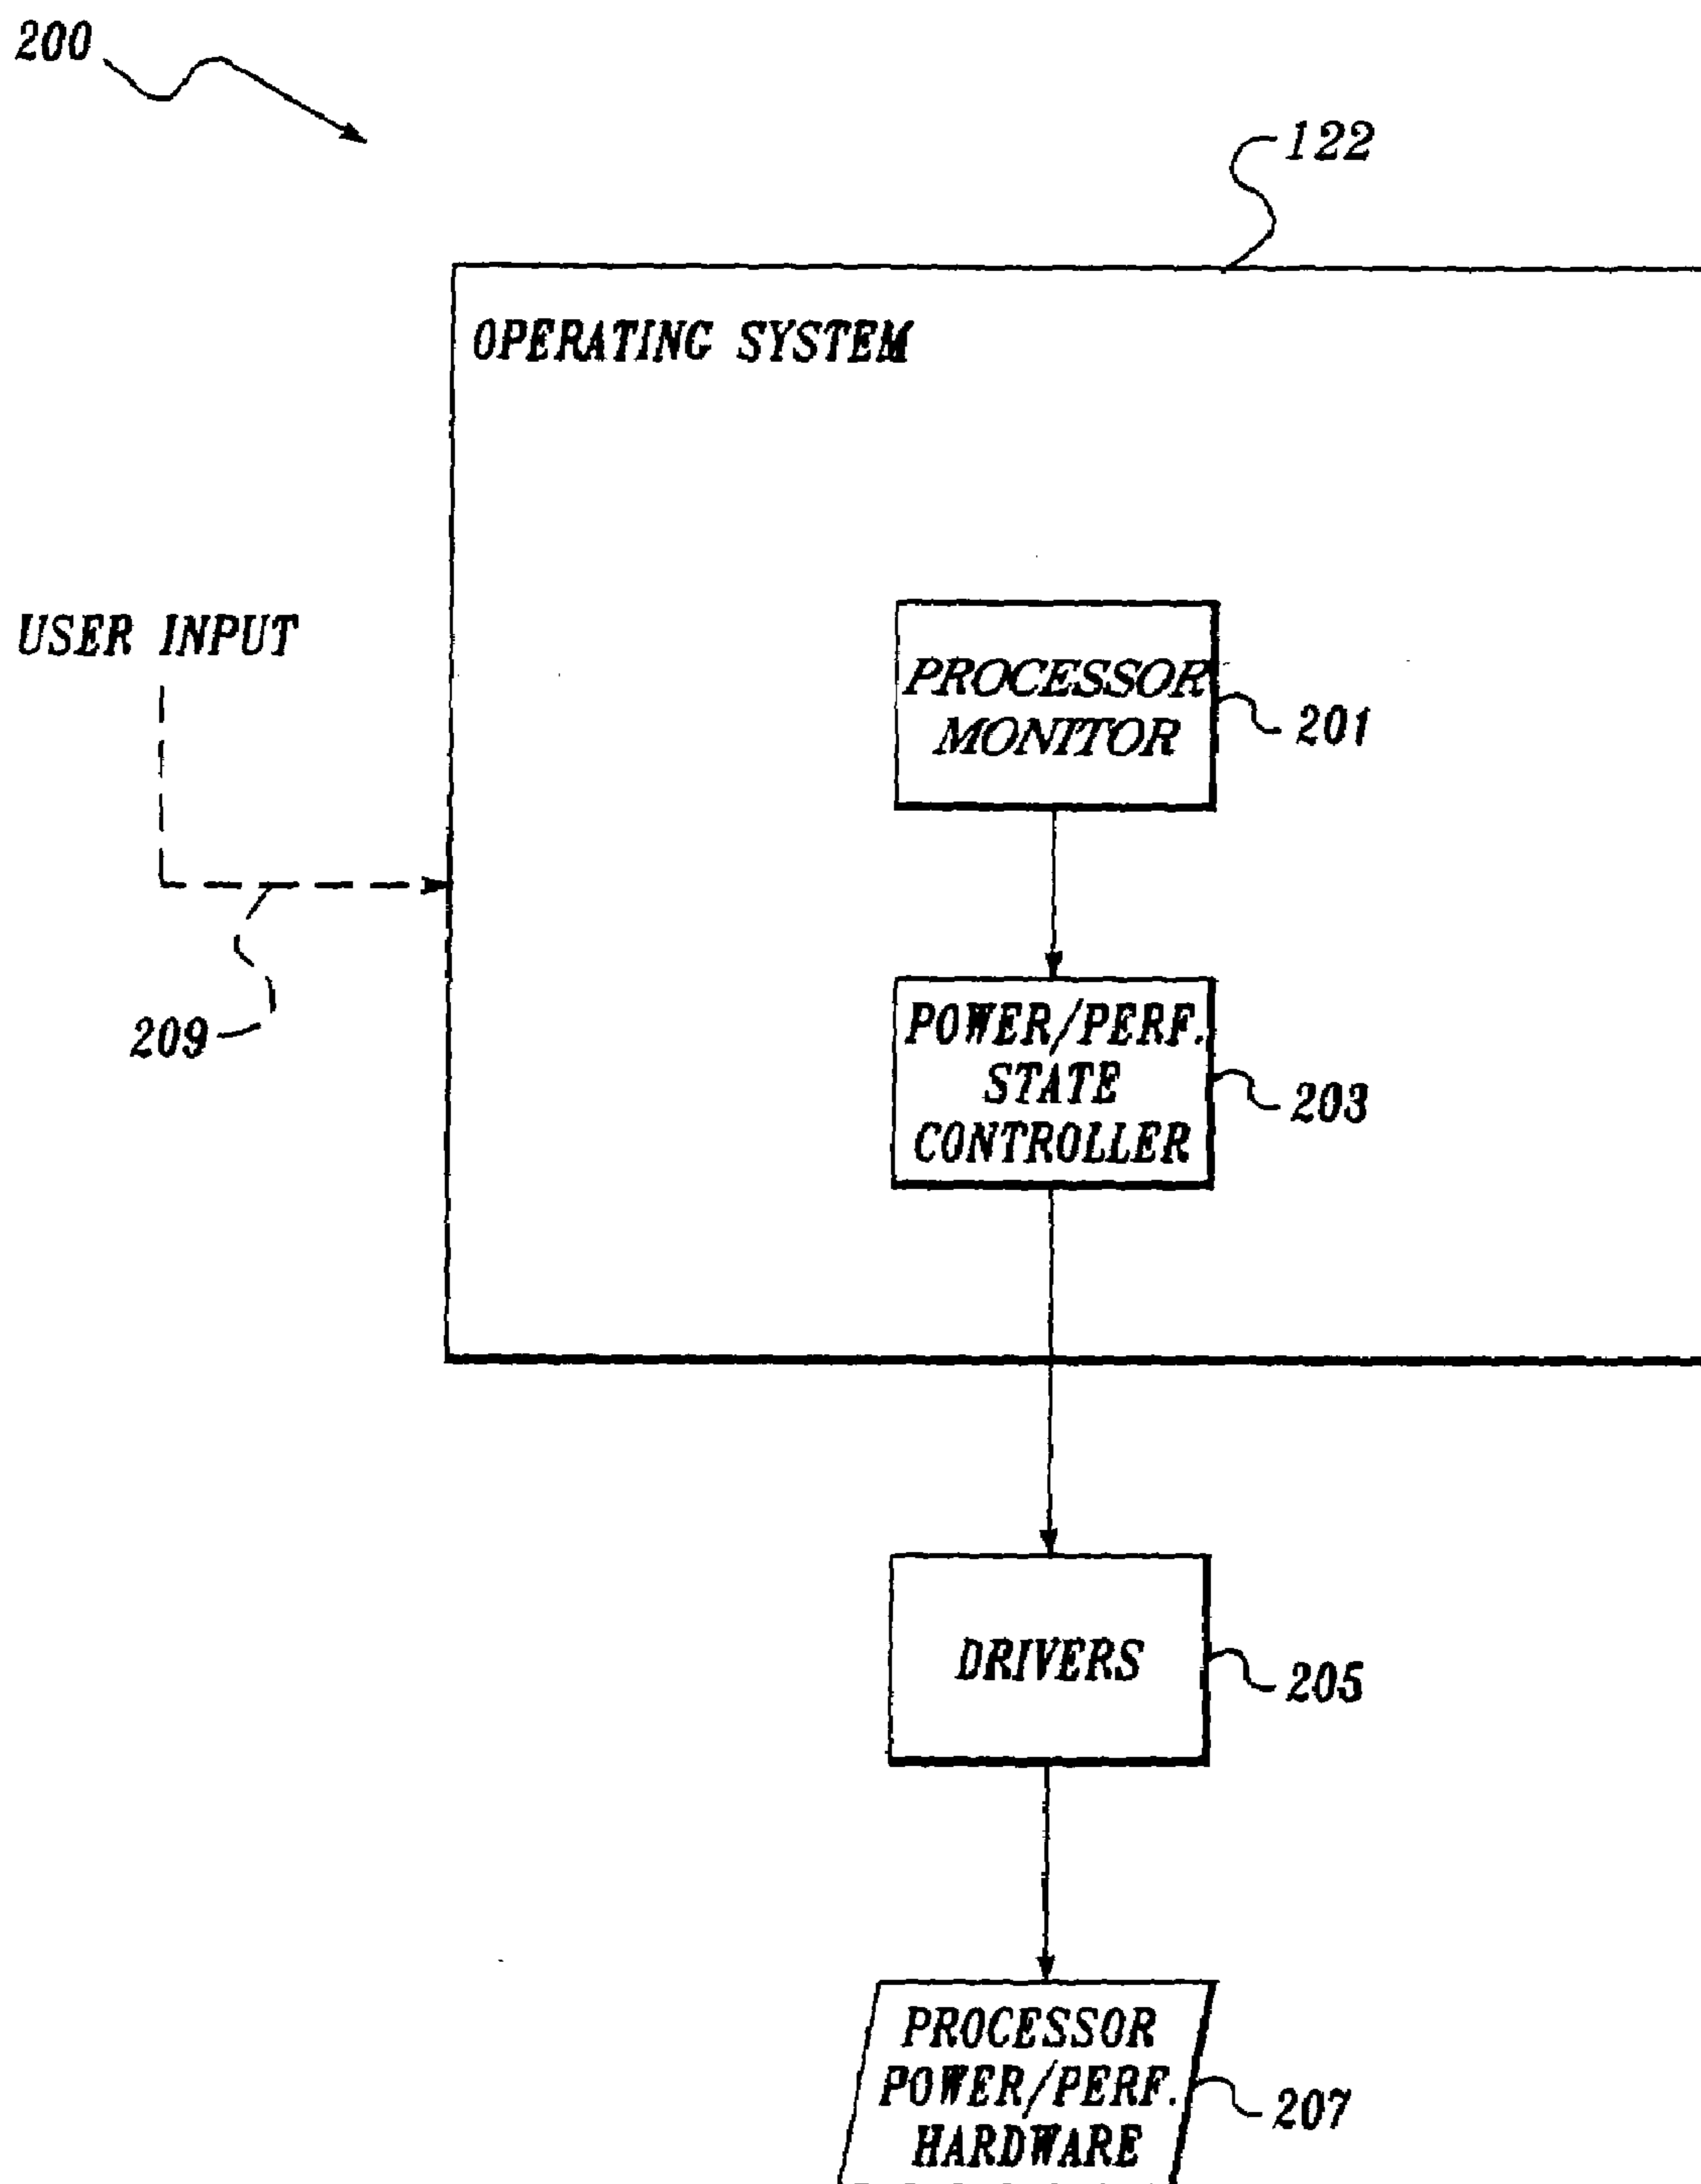 200
122
OPERATING SYSTEM
USER INPUT
PROCESSOR
MONITOR
201
209
POWER/PERF.
STATE
CONTROLLER
203
DRIVERS
205
PROCESSOR
POWER/PERF.
HARDWARE
207